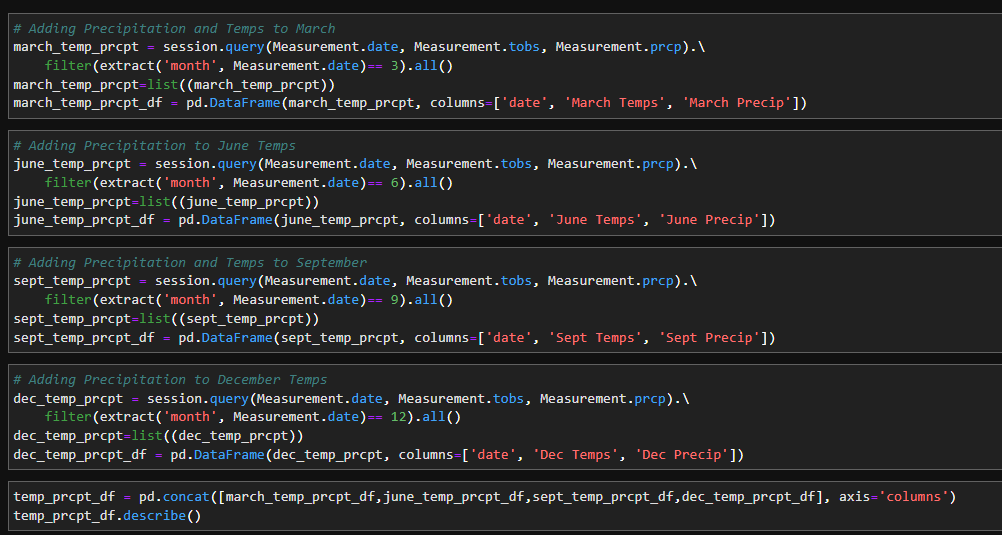 # Adding Precipitation and Temps to March
march_temp_prcpt = session.query(Measurement.date, Measurement.tobs, Measurement.prcp).\
    filter(extract('month', Measurement.date)== 3).all()
march_temp_prcpt=list((march_temp_prcpt))
march_temp_prcpt_df = pd.DataFrame(march_temp_prcpt, columns=['date', 'March Temps', 'March Precip'])
# Adding Precipitation to June Temps
june_temp_prcpt = session.query(Measurement.date, Measurement.tobs, Measurement.prcp).\
    filter(extract('month', Measurement.date)== 6).all()
june_temp_prcpt=list((june_temp_prcpt))
june_temp_prcpt_df = pd.DataFrame(june_temp_prcpt, columns=['date', 'June Temps', 'June Precip'])
# Adding Precipitation and Temps to September
sept_temp_prcpt = session.query(Measurement.date, Measurement.tobs, Measurement.prcp).\
    filter(extract('month', Measurement.date)== 9).all()
sept_temp_prcpt=list((sept_temp_prcpt))
sept_temp_prcpt_df = pd.DataFrame(sept_temp_prcpt, columns=['date', 'Sept Temps', 'Sept Precip'])
# Adding Precipitation to December Temps
dec_temp_prcpt = session.query(Measurement.date, Measurement.tobs, Measurement.prcp).\
    filter(extract('month', Measurement.date)== 12).all()
dec_temp_prcpt=list((dec_temp_prcpt))
dec_temp_prcpt_df = pd.DataFrame(dec_temp_prcpt, columns=['date', 'Dec Temps', 'Dec Precip'])
temp_prcpt_df = pd.concat([march_temp_prcpt_df,june_temp_prcpt_df,sept_temp_prcpt_df,dec_temp_prcpt_df], axis='columns')
temp_prcpt_df.describe()